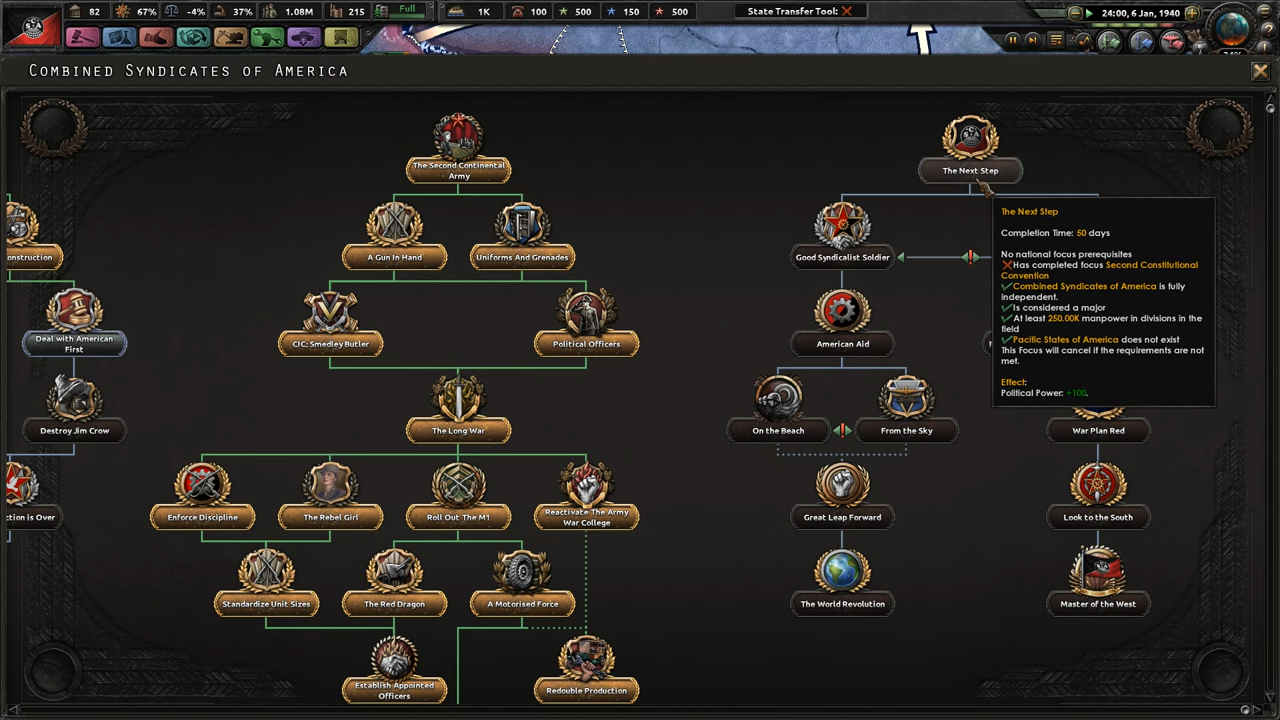 82
67%
-4%
37%
1.08M
215
Full
1K
100
500
150
500
State Transfer Tool:
24:00, 6 Jan, 1940
Combined Syndicates of America
The Second Continental
Army
The Next Step
A Gun In Hand
Uniforms And Grenades
Good Syndicalist Soldier
onstruction
The Next Step
Completion Time: 50 days
No national focus prerequisites
Has completed focus Second Constitutional
Convention
Combined Syndicates of America is fully
independent.
Is considered a major
At least 250.00K manpower in divisions in the
field
Pacific States of America does not exist
This Focus will cancel if the requirements are not
met.
Effect:
Political Power: +100.
Deal with American
First
CIC: Smedley Butler
Political Officers
American Aid
Destroy Jim Crow
The Long War
On the Beach
From the Sky
War Plan Red
ction is Over
Enforce Discipline
The Rebel Girl
Roll Out The M1
Reactivate The Army
War College
Great Leap Forward
Look to the South
Standardize Unit Sizes
The Red Dragon
A Motorised Force
The World Revolution
Master of the West
Establish Appointed
Officers
Redouble Production